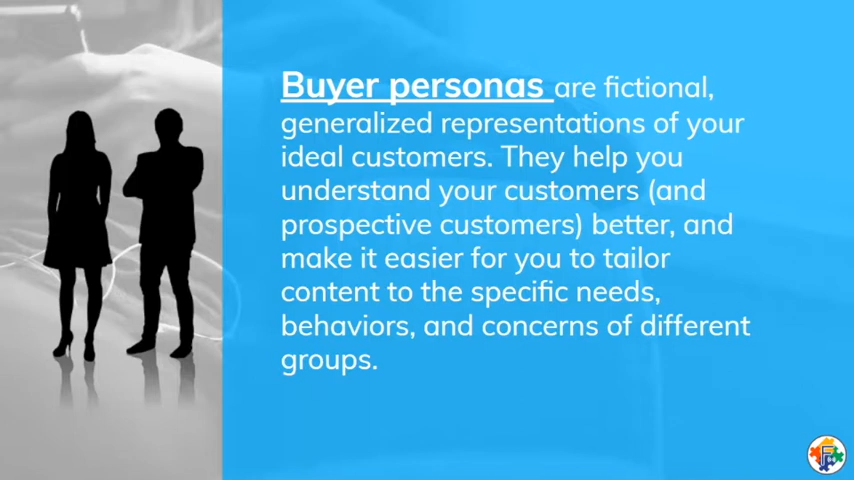 Buyer personas are fictional,
generalized representations of your
ideal customers. They help you
understand your customers (and
prospective customers) better, and
make it easier for you to tailor
content to the specific needs,
behaviors, and concerns of different
groups.